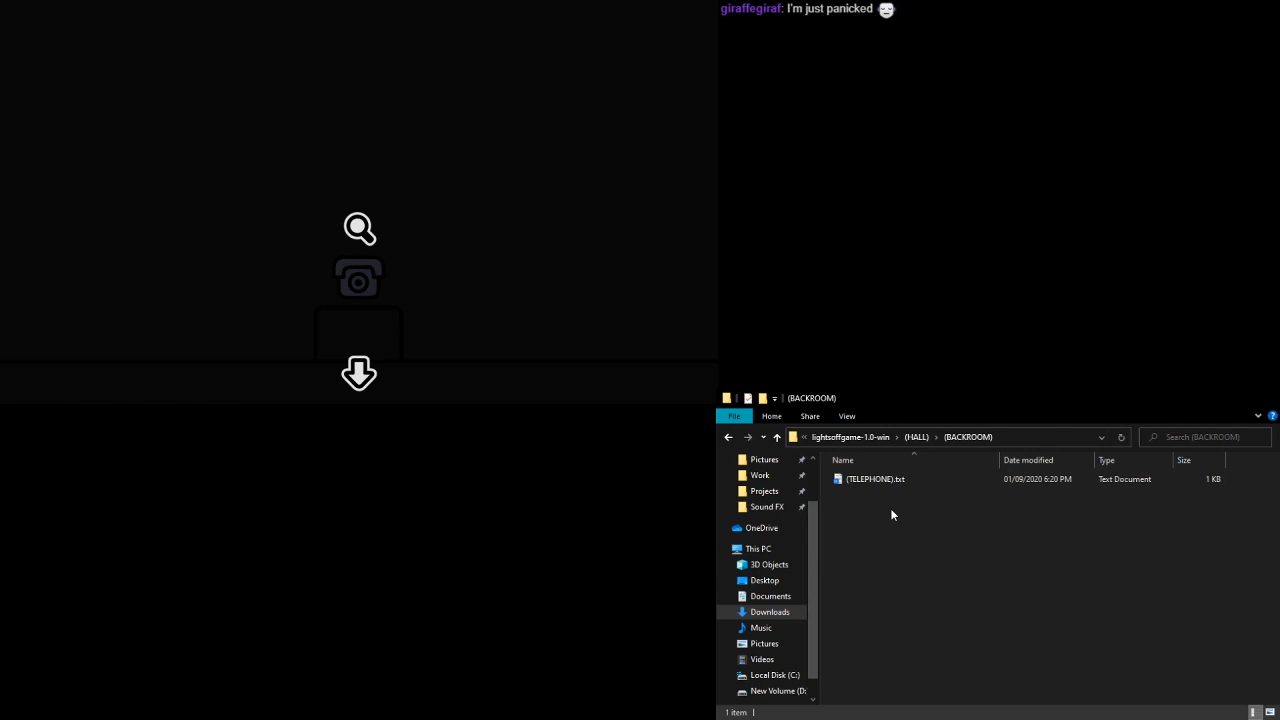 giraffegiraf: I'm just panicked
(BACKROOM)
File Home Share View
« lightsoffgame-1.0-win › (HALL) › (BACKROOM)
Search (BACKROOM)
Name Date modified Type Size
(TELEPHONE).txt 01/09/2020 6:20 PM Text Document 1 KB
Pictures
Work
Projects
Sound FX
OneDrive
This PC
3D Objects
Desktop
Documents
Downloads
Music
Pictures
Videos
Local Disk (C:)
New Volume (D:
1 item